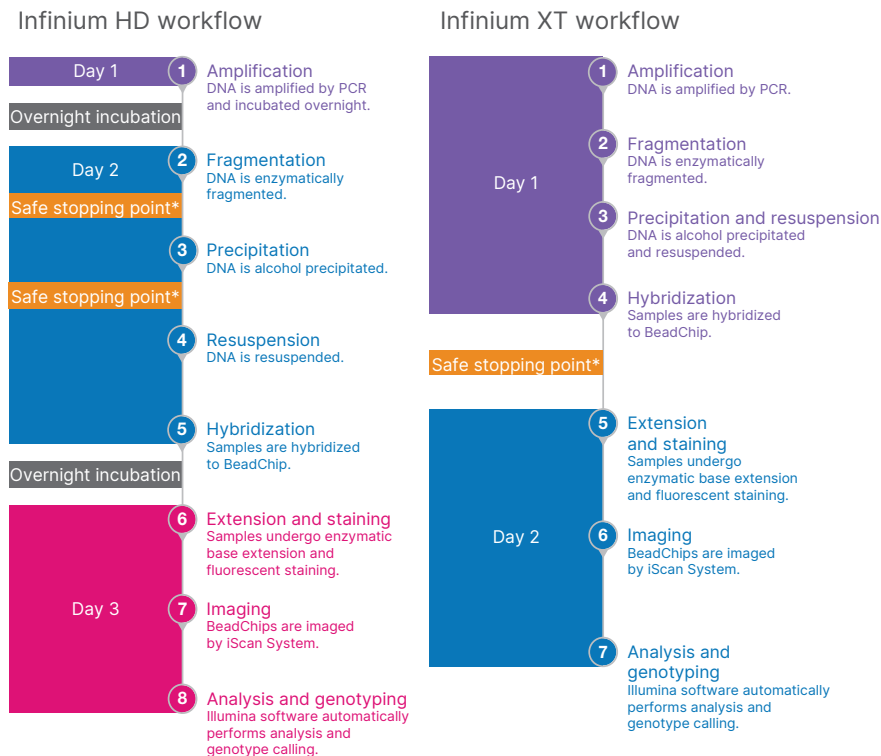 Infinium HD workflow
Day 1
1
Amplification
DNA is amplified by PCR
and incubated overnight.
Overnight incubation
Day 2
2
Fragmentation
DNA is enzymatically
fragmented.
Safe stopping point*
3
Precipitation
DNA is alcohol precipitated.
Safe stopping point*
4
Resuspension
DNA is resuspended.
5
Hybridization
Samples are hybridized
to BeadChip.
Overnight incubation
6
Extension and staining
Samples undergo enzymatic
base extension and
fluorescent staining.
Day 3
7
Imaging
BeadChips are imaged
by iScan System.
8
Analysis and genotyping
Illumina software automatically
performs analysis and
genotype calling.
Infinium XT workflow
1
Amplification
DNA is amplified by PCR.
2
Fragmentation
DNA is enzymatically
fragmented.
Day 1
3
Precipitation and resuspension
DNA is alcohol precipitated
and resuspended.
4
Hybridization
Samples are hybridized
to BeadChip.
Safe stopping point*
5
Extension
and staining
Samples undergo
enzymatic base extension
and fluorescent staining.
Day 2
6
Imaging
BeadChips are imaged
by iScan System.
7
Analysis and
genotyping
Illumina software automatically
performs analysis and
genotype calling.